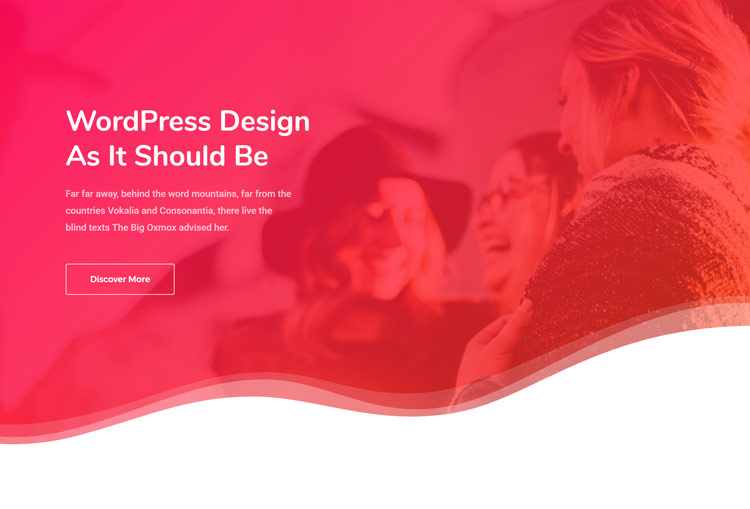 WordPress Design
As It Should Be
Far far away, behind the word mountains, far from the
countries Vokalia and Consonantia, there live the
blind texts The Big Oxmox advised her.
Discover More